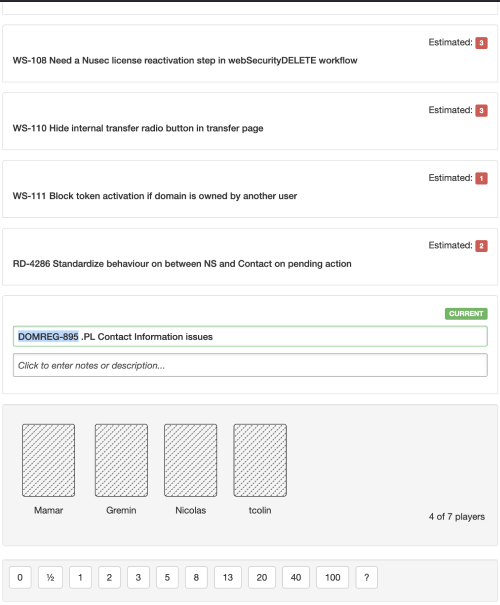 Estimated: 3
WS-108 Need a Nusec license reactivation step in webSecurityDELETE workflow
Estimated: 3
WS-110 Hide internal transfer radio button in transfer page
Estimated: 1
WS-111 Block token activation if domain is owned by another user
Estimated: 2
RD-4286 Standardize behaviour on between NS and Contact on pending action
CURRENT
DOMREG-895 .PL Contact Information issues
Click to enter notes or description...
Mamar Gremin Nicolas tcolin
4 of 7 players
0 ½ 1 2 3 5 8 13 20 40 100 ?